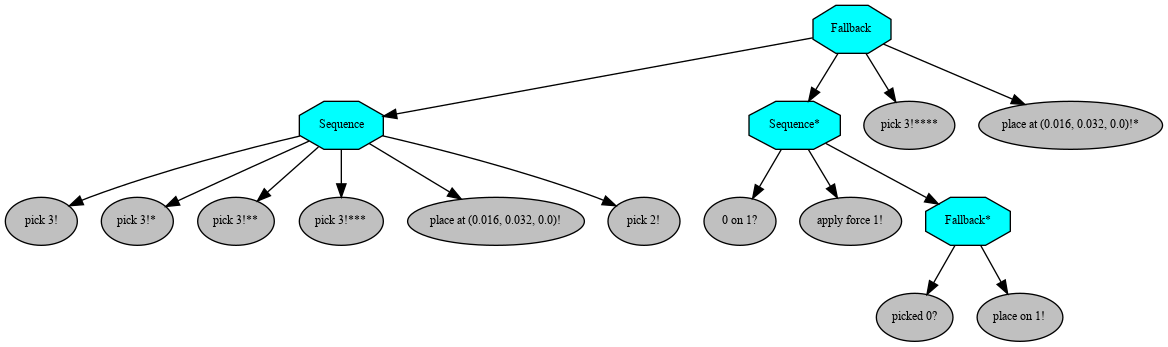 Fallback
Sequence
Sequence*
pick 3!****
place at (0.016, 0.032, 0.0)!*
pick 3!
pick 3!*
pick 3!**
pick 3!***
place at (0.016, 0.032, 0.0)!
pick 2!
0 on 1?
apply force 1!
Fallback*
picked 0?
place on 1!